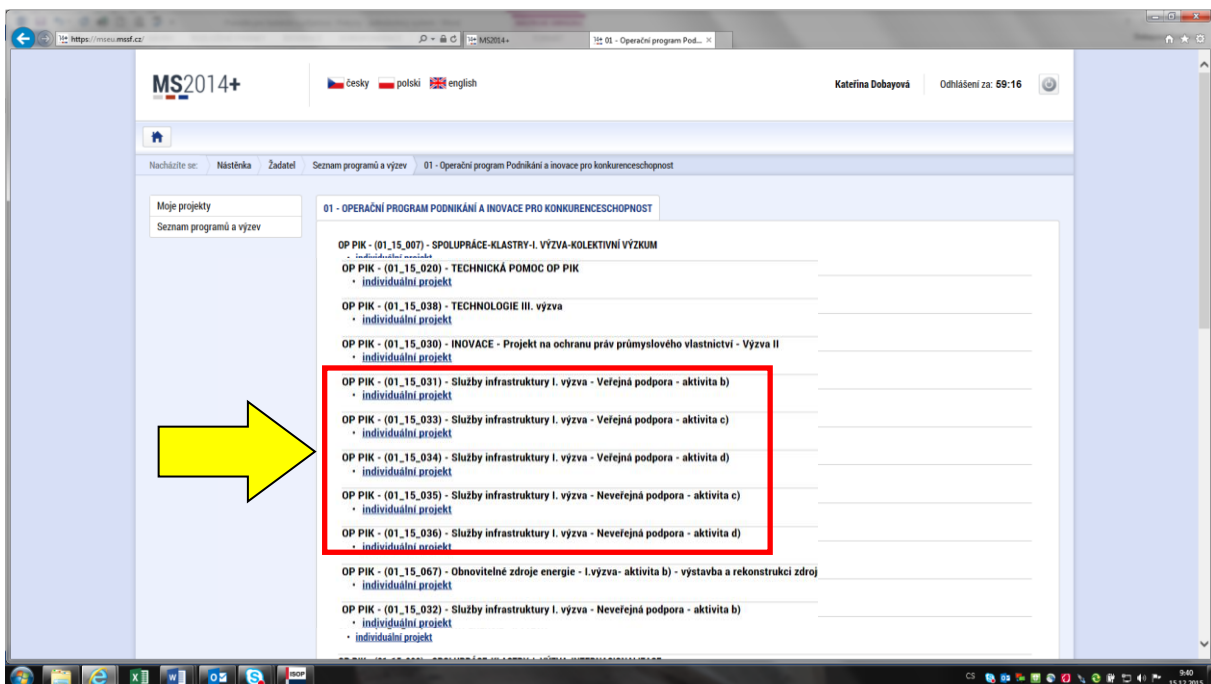 https://mseu.mssf.cz/
MS2014+
01 - Operační program Pod...
MS2014+
česky polski english
Kateřina Dobayová
Odhlášení za: 59:16
Nacházíte se: Nástěnka Žadatel Seznam programů a výzev 01 - Operační program Podnikání a inovace pro konkurenceschopnost
Moje projekty
Seznam programů a výzev
01 - OPERAČNÍ PROGRAM PODNIKÁNÍ A INOVACE PRO KONKURENCESCHOPNOST
OP PIK - (01_15_007) - SPOLUPRÁCE-KLASTRY-I. VÝZVA-KOLEKTIVNÍ VÝZKUM
OP PIK - (01_15_020) - TECHNICKÁ POMOC OP PIK
• individuální projekt
OP PIK - (01_15_038) - TECHNOLOGIE III. výzva
• individuální projekt
OP PIK - (01_15_030) - INOVACE - Projekt na ochranu práv průmyslového vlastnictví - Výzva II
• individuální projekt
OP PIK - (01_15_031) - Služby infrastruktury I. výzva - Veřejná podpora - aktivita b)
• individuální projekt
OP PIK - (01_15_033) - Služby infrastruktury I. výzva - Veřejná podpora - aktivita c)
• individuální projekt
OP PIK - (01_15_034) - Služby infrastruktury I. výzva - Veřejná podpora - aktivita d)
• individuální projekt
OP PIK - (01_15_035) - Služby infrastruktury I. výzva - Neveřejná podpora - aktivita c)
• individuální projekt
OP PIK - (01_15_036) - Služby infrastruktury I. výzva - Neveřejná podpora - aktivita d)
• individuální projekt
OP PIK - (01_15_067) - Obnovitelné zdroje energie - I.výzva- aktivita b) - výstavba a rekonstrukci zdroj
• individuální projekt
OP PIK - (01_15_032) - Služby infrastruktury I. výzva - Neveřejná podpora - aktivita b)
• individuální projekt
• individuální projekt
ISOP
CS
9:40
15.12.2015